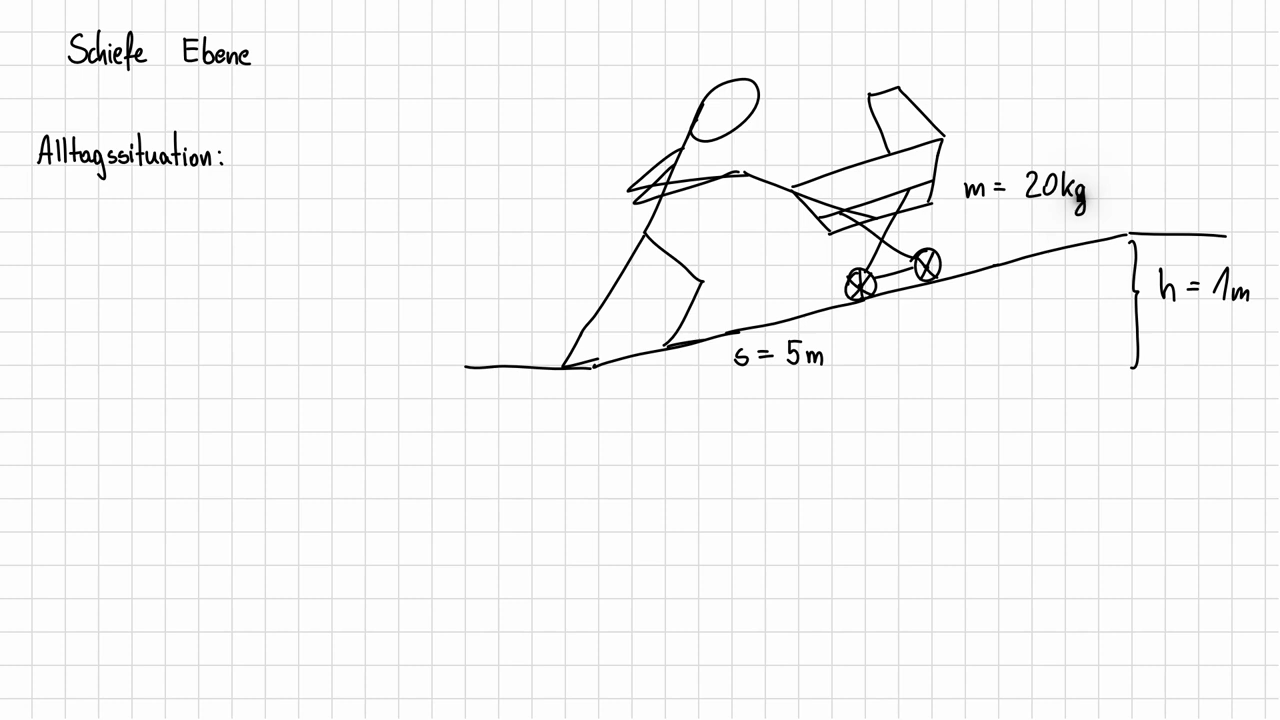 Schiefe Ebene
Alltagssituation:
m = 20kg
h = 1m
s = 5m